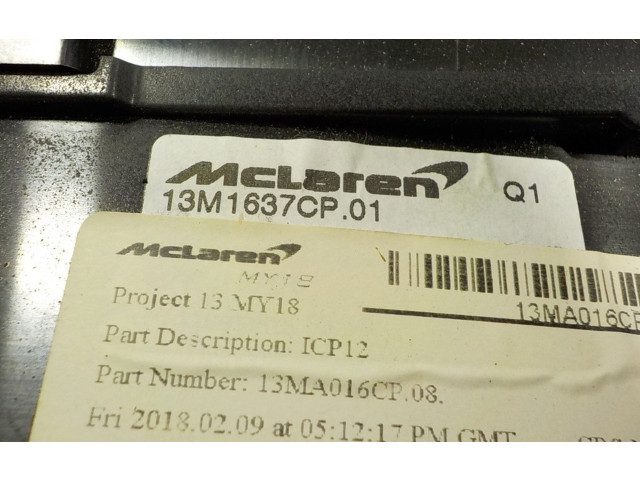 McLaren
13M1637CP.01 Q1
McLaren
MY18
Project 13 MY18
13MA016CP
Part Description: ICP12
Part Number: 13MA016CP.08.
Fri 2018.02.09 at 05:12:17 PM GMT